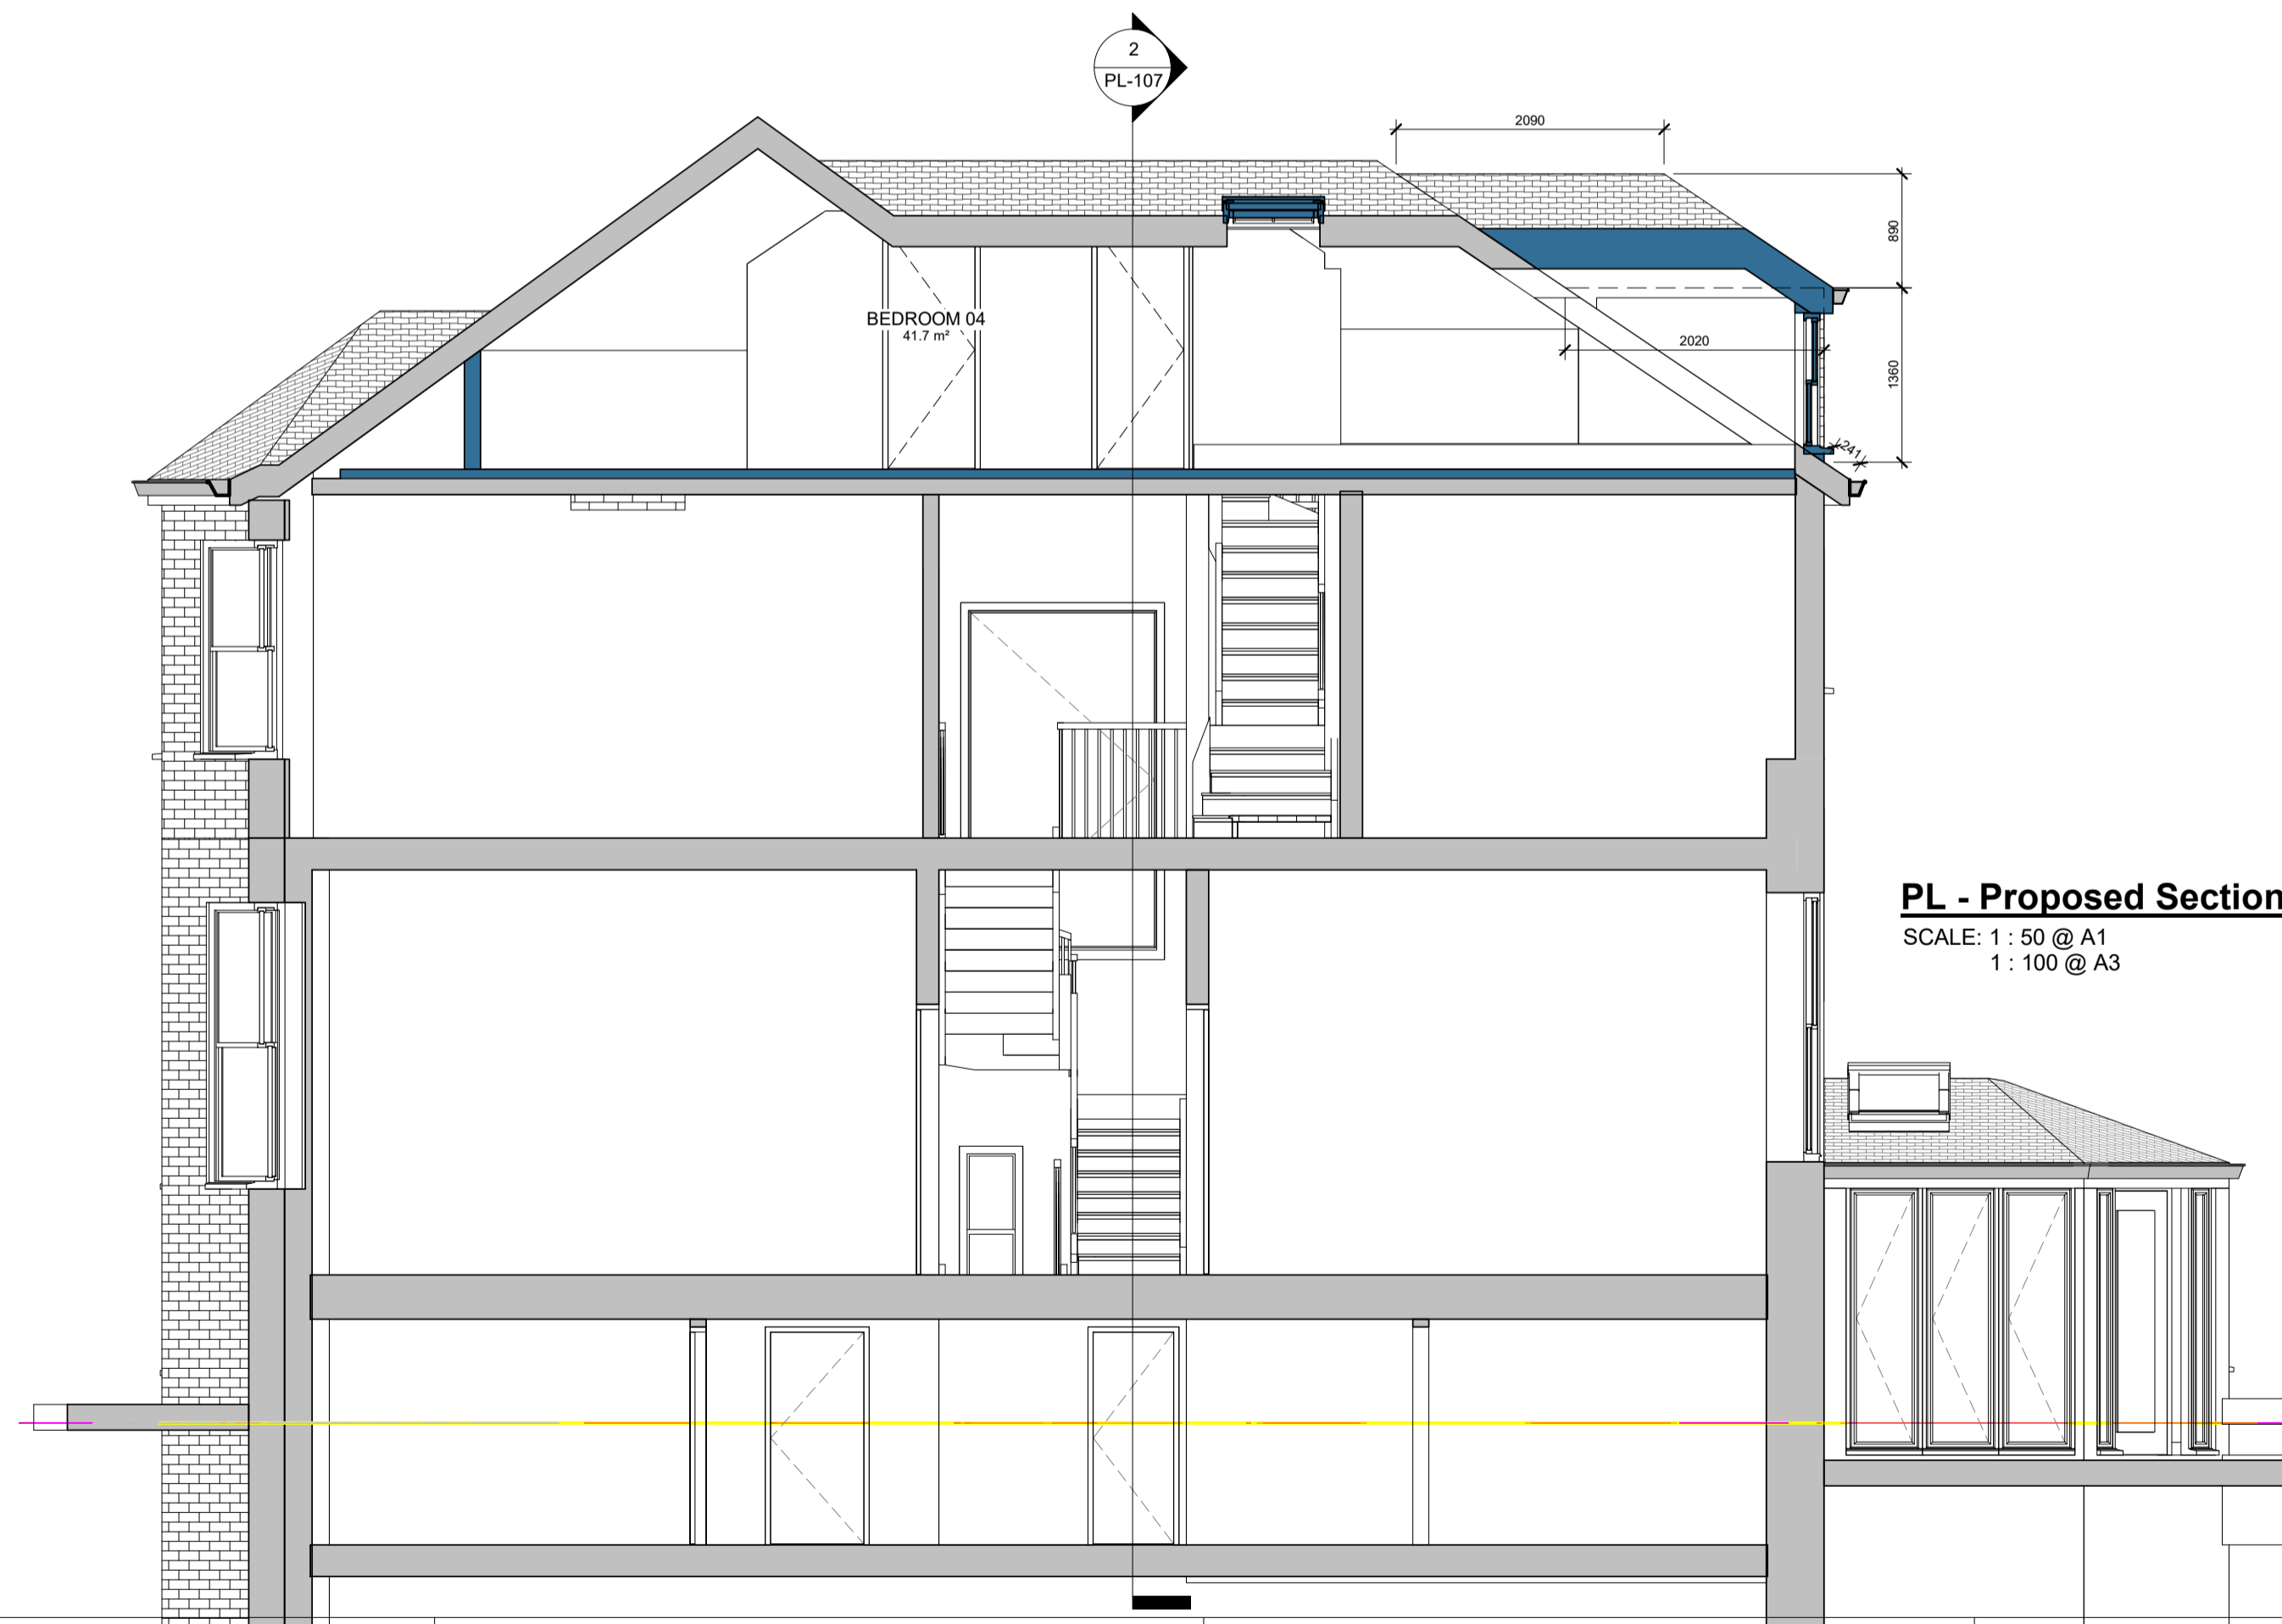 2
PL-107
2090
890
BEDROOM 04
41.7 m²
2020
1360
241
PL - Proposed Section
SCALE: 1 : 50 @ A1
1 : 100 @ A3